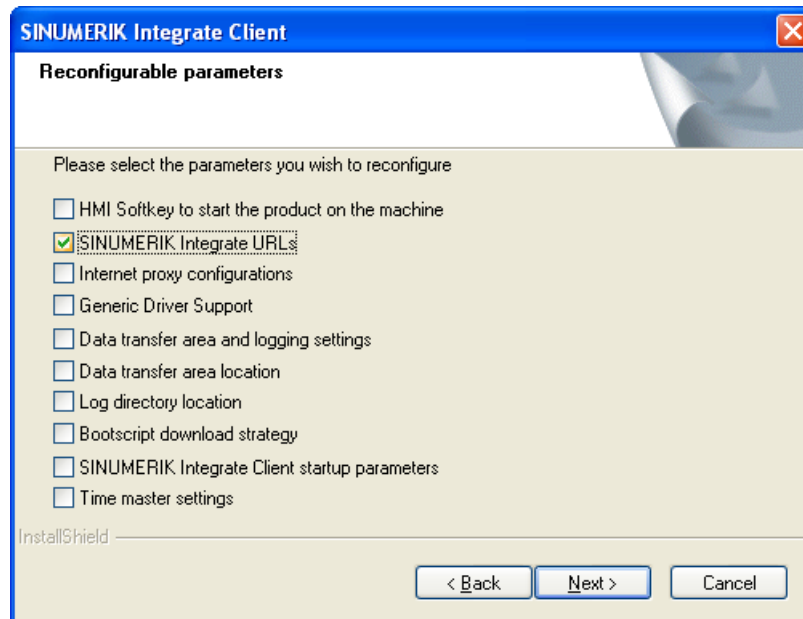 SINUMERIK Integrate Client
Reconfigurable parameters
Please select the parameters you wish to reconfigure
HMI Softkey to start the product on the machine
SINUMERIK Integrate URLs
Internet proxy configurations
Generic Driver Support
Data transfer area and logging settings
Data transfer area location
Log directory location
Bootscript download strategy
SINUMERIK Integrate Client startup parameters
Time master settings
InstallShield
< Back Next > Cancel